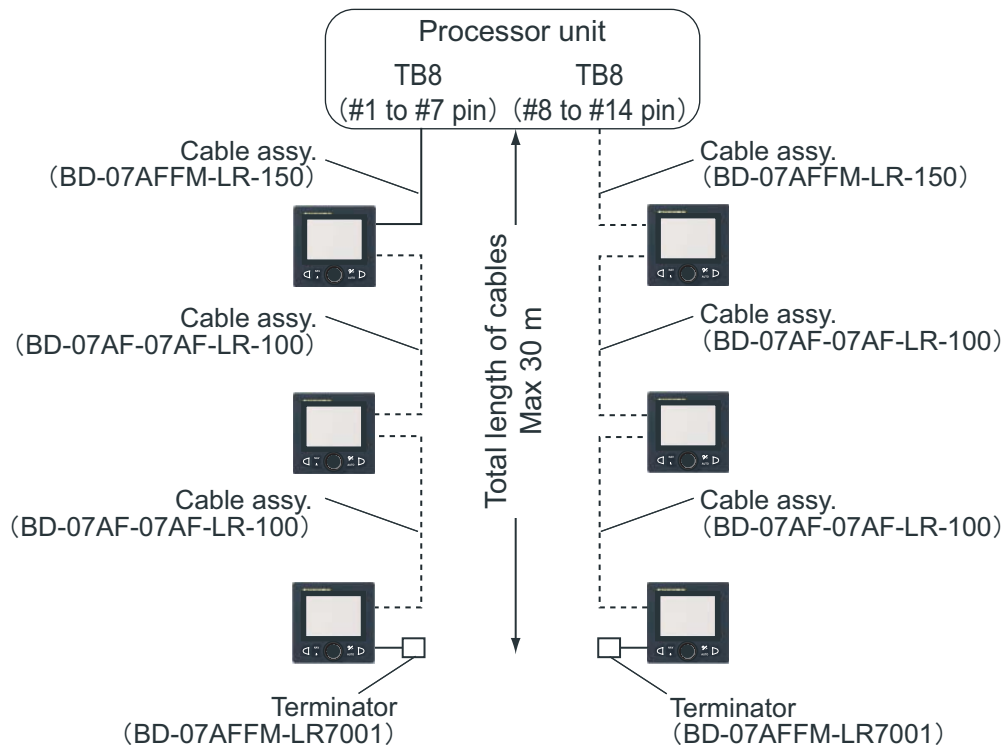 Processor unit
TB8
(#1 to #7 pin)
TB8
(#8 to #14 pin)
Cable assy.
(BD-07AFFM-LR-150)
Cable assy.
(BD-07AFFM-LR-150)
Cable assy.
(BD-07AF-07AF-LR-100)
Cable assy.
(BD-07AF-07AF-LR-100)
Total length of cables
Max 30 m
Cable assy.
(BD-07AF-07AF-LR-100)
Cable assy.
(BD-07AF-07AF-LR-100)
Terminator
(BD-07AFFM-LR7001)
Terminator
(BD-07AFFM-LR7001)